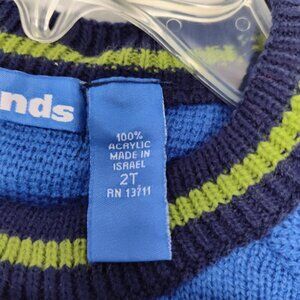 nds
100%
ACRYLIC
MADE IN
ISRAEL
2T
RN 13711